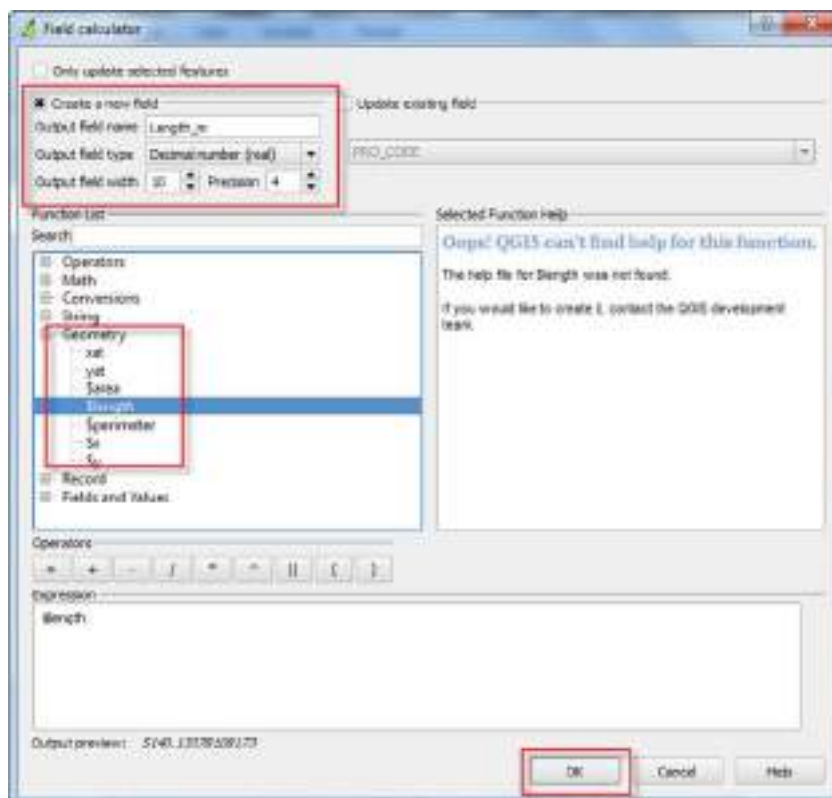 Field calculator
Only update selected features
Create a new field
Update existing field
Output field name Length_m
Output field type Decimal number (real)
PRO_CODE
Output field width 10 Precision 4
Function List
Selected Function Help
Search
Operators
Math
Conversions
String
Geometry
xat
yat
$area
$length
$perimeter
$x
$y
Record
Fields and Values
Oops! QGIS can't find help for this function.
The help file for $length was not found.
If you would like to create it, contact the QGIS development
team.
Operators
= + - / * ^ || ( )
Expression
$length
Output preview:
OK Cancel Help